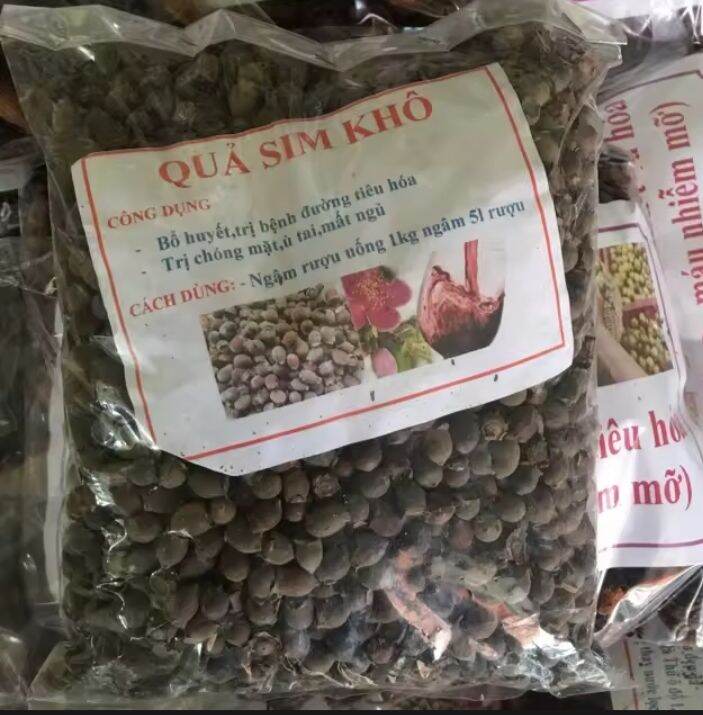 QUẢ SIM KHÔ
CÔNG DỤNG
- Bổ huyết,trị bệnh đường tiêu hóa
- Trị chóng mặt,ù tai,mất ngủ
CÁCH DÙNG: - Ngậm rượu uống 1kg ngâm 5l rượu
máu nhiễm mỡ)
iêu hó
mỡ)